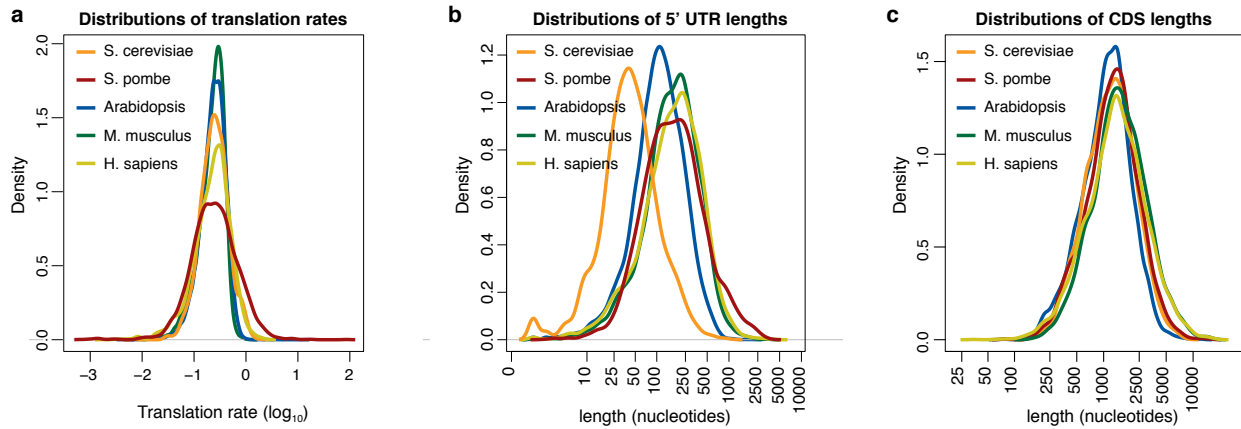 a
Distributions of translation rates
S. cerevisiae
S. pombe
Arabidopsis
M. musculus
H. sapiens
Density
0.0
0.5
1.0
1.5
2.0
−3
−2
−1
0
1
2
Translation rate (log₁₀)
b
Distributions of 5' UTR lengths
S. cerevisiae
S. pombe
Arabidopsis
M. musculus
H. sapiens
Density
0.0
0.2
0.4
0.6
0.8
1.0
1.2
0
10
25
50
100
250
500
1000
2500
5000
10000
length (nucleotides)
c
Distributions of CDS lengths
S. cerevisiae
S. pombe
Arabidopsis
M. musculus
H. sapiens
Density
0.0
0.5
1.0
1.5
25
50
100
250
500
1000
2500
5000
10000
length (nucleotides)